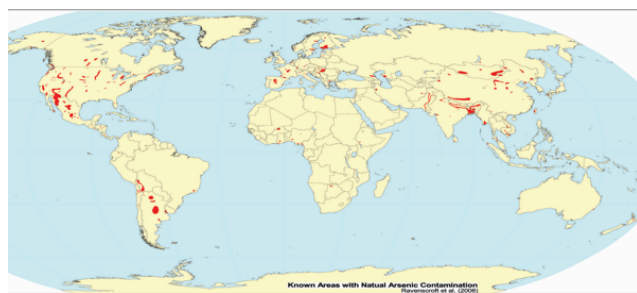 Known Areas with Natual Arsenic Contamination
Ravenscroft et al. (2008)